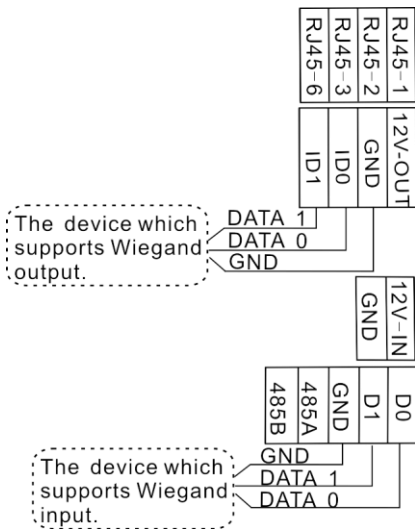 RJ45-6
RJ45-3
RJ45-2
RJ45-1
ID1
ID0
GND
12V-OUT
DATA 1
DATA 0
GND
The device which
supports Wiegand
output.
GND
12V-IN
485B
485A
GND
D1
D0
GND
DATA 1
DATA 0
The device which
supports Wiegand
input.